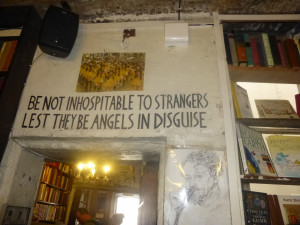 BE NOT INHOSPITABLE TO STRANGERS
LEST THEY BE ANGELS IN DISGUISE